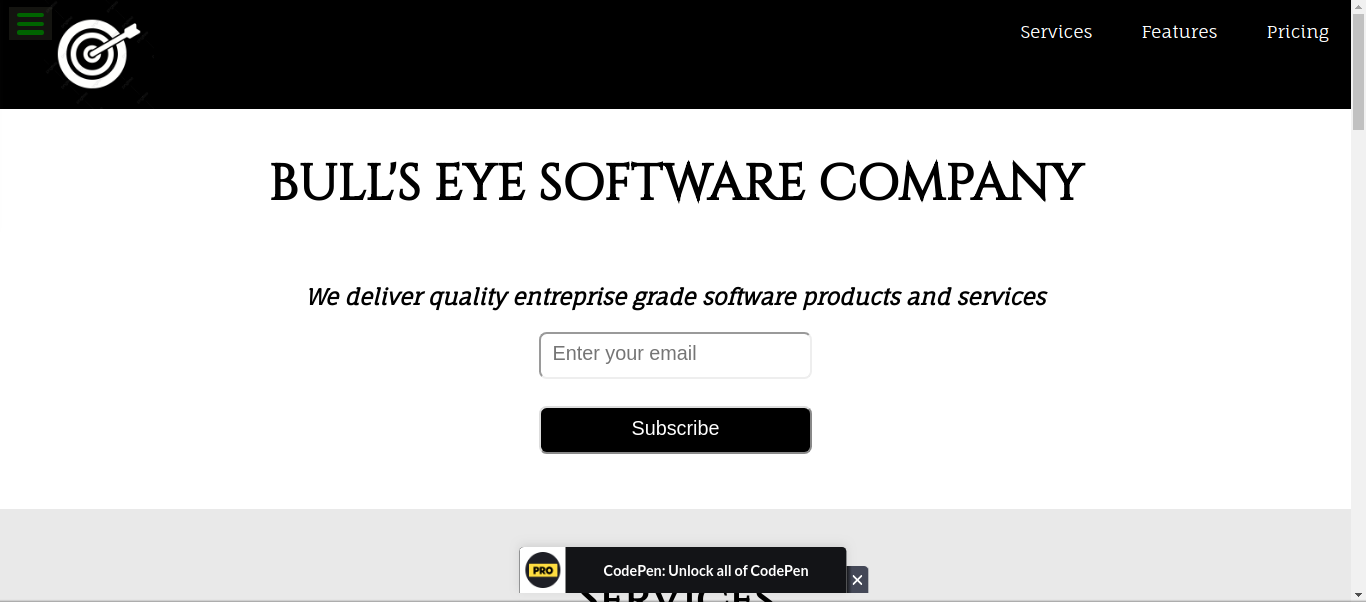 Services Features Pricing
BULL'S EYE SOFTWARE COMPANY
We deliver quality entreprise grade software products and services
Enter your email
Subscribe
PRO CodePen: Unlock all of CodePen ×
SERVICES